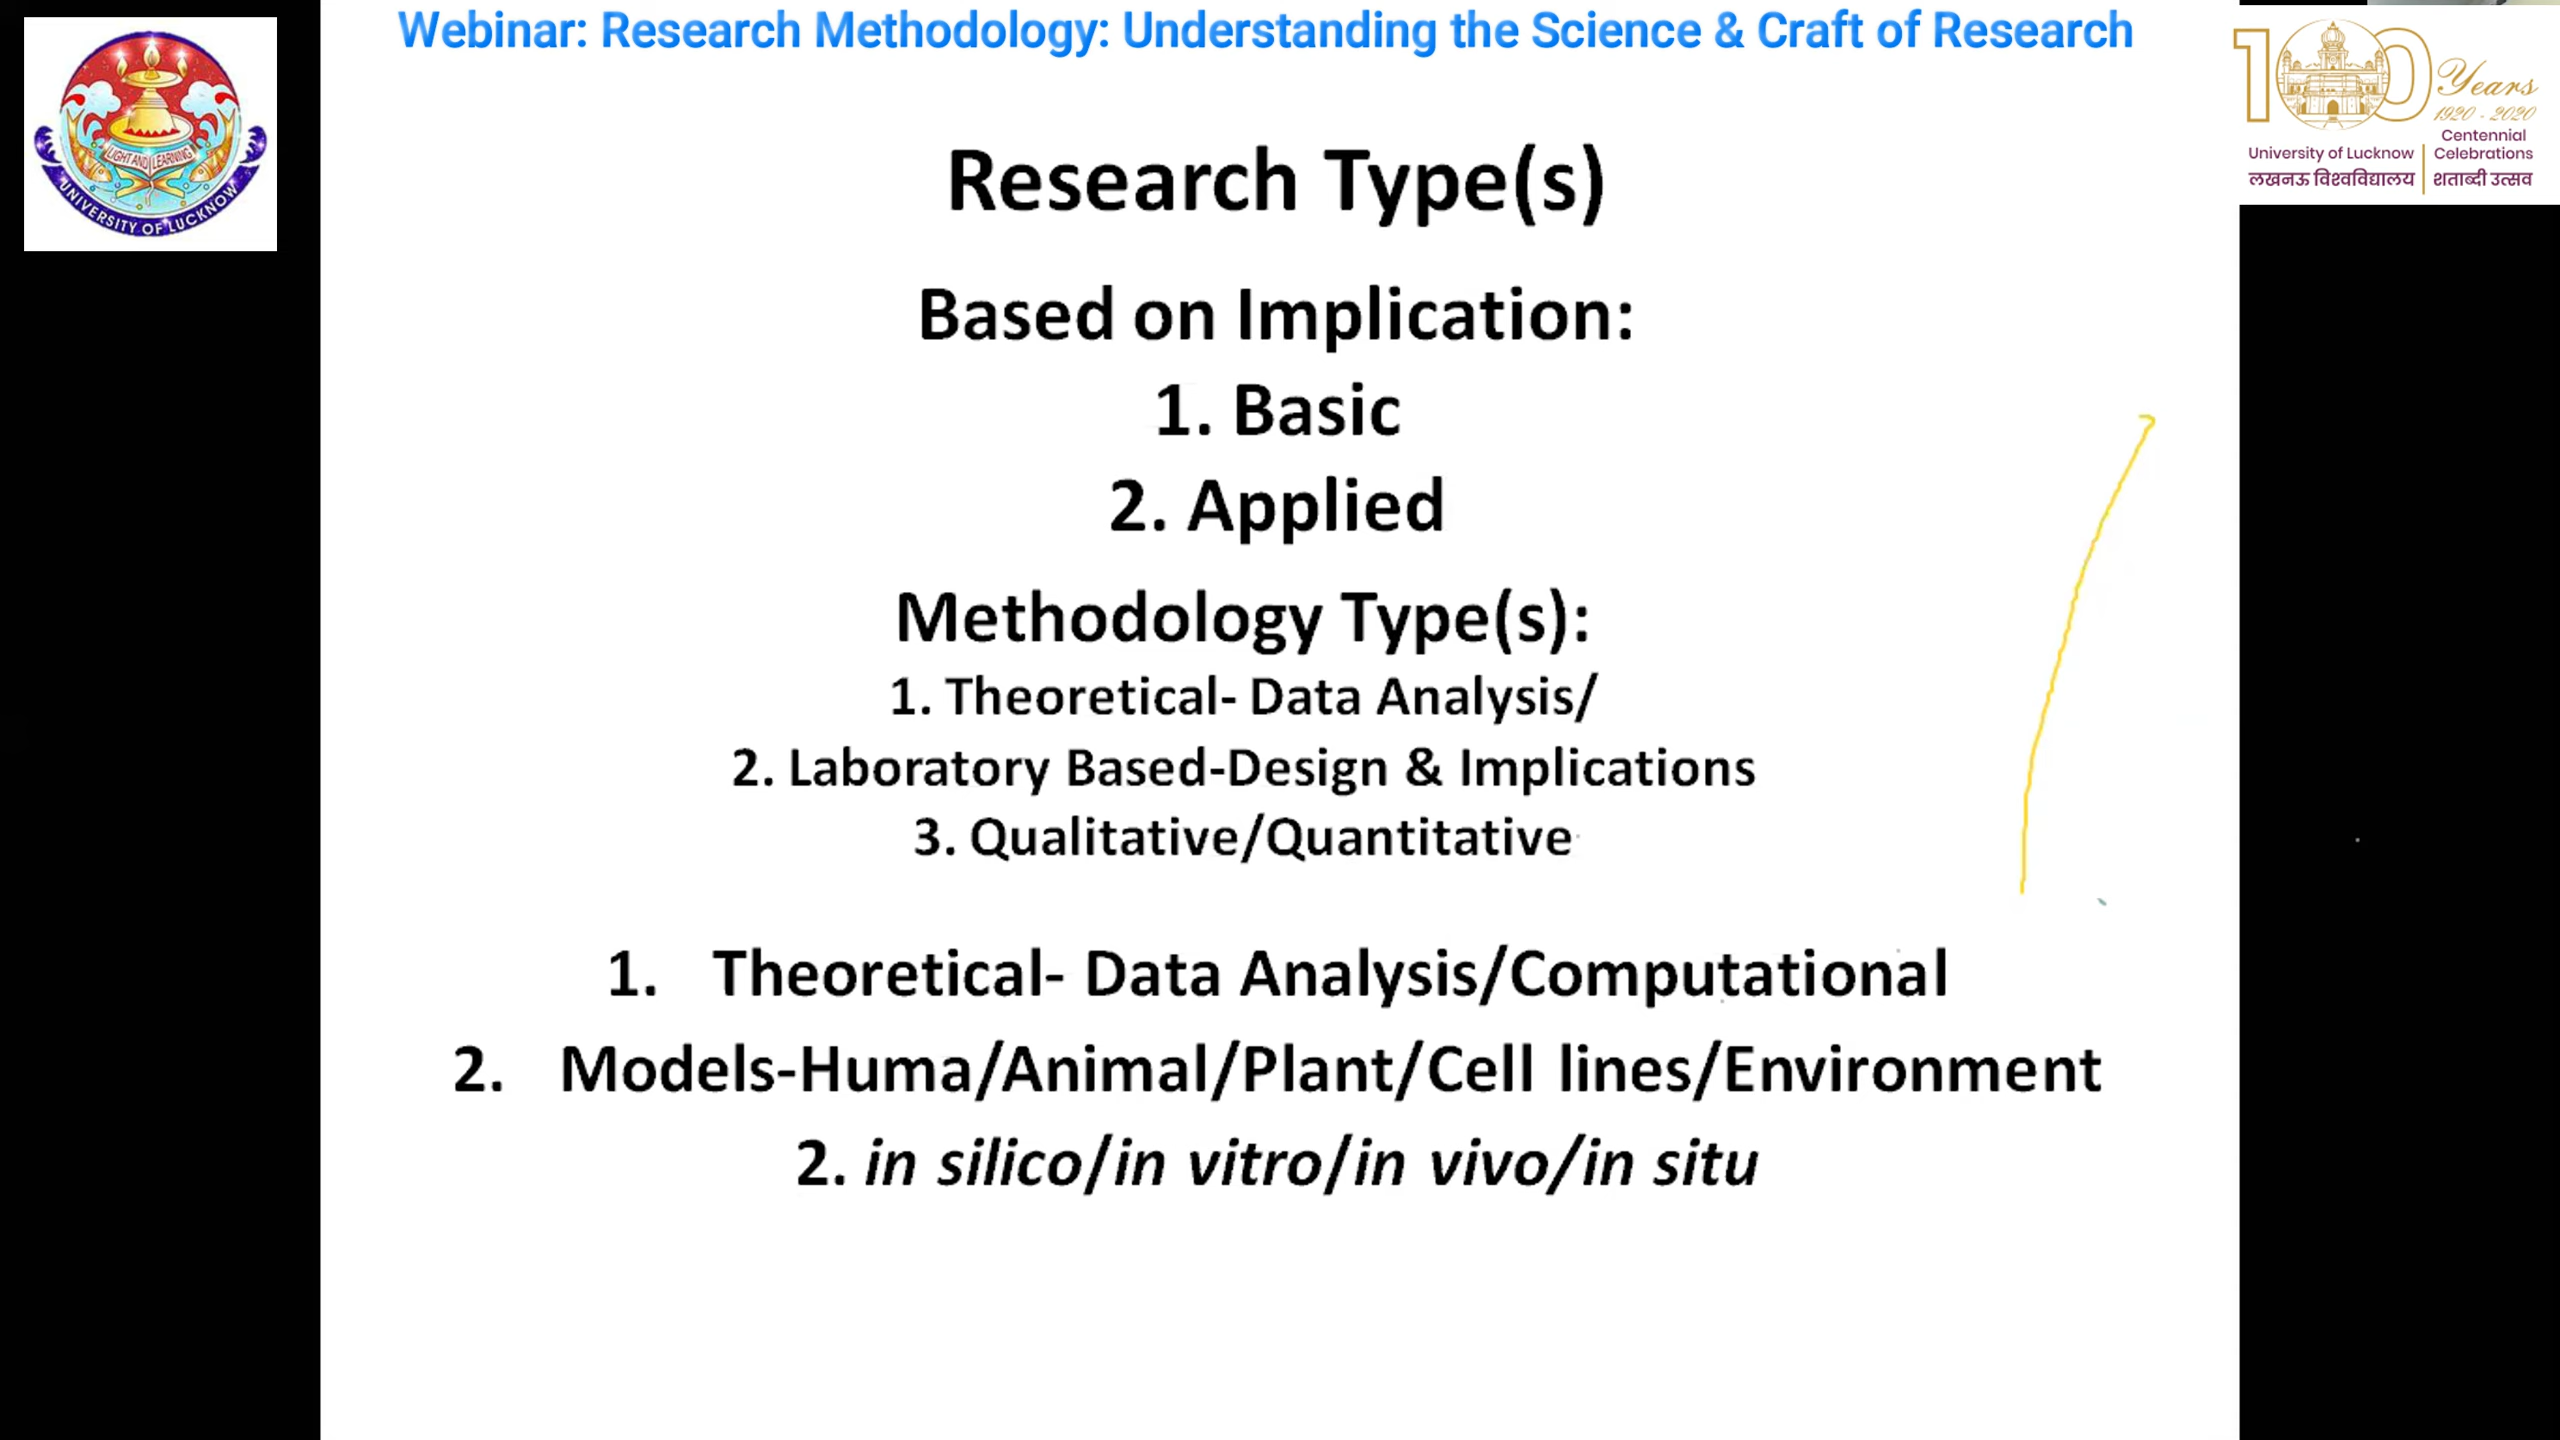 Webinar: Research Methodology: Understanding the Science & Craft of Research
LIGHT AND LEARNING
UNIVERSITY OF LUCKNOW
100 Years
1920 - 2020
Centennial
University of Lucknow | Celebrations
लखनऊ विश्वविद्यालय | शताब्दी उत्सव
Research Type(s)
Based on Implication:
1. Basic
2. Applied
Methodology Type(s):
1. Theoretical- Data Analysis/
2. Laboratory Based-Design & Implications
3. Qualitative/Quantitative
1. Theoretical- Data Analysis/Computational
2. Models-Huma/Animal/Plant/Cell lines/Environment
2. in silico/in vitro/in vivo/in situ